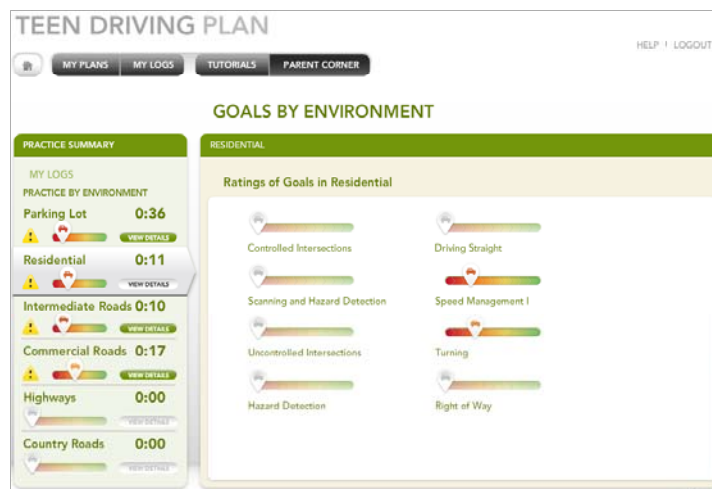 TEEN DRIVING PLAN
HELP | LOGOUT
MY PLANS MY LOGS TUTORIALS PARENT CORNER
GOALS BY ENVIRONMENT
PRACTICE SUMMARY
MY LOGS
PRACTICE BY ENVIRONMENT
Parking Lot 0:36
VIEW DETAILS
Residential 0:11
VIEW DETAILS
Intermediate Roads 0:10
VIEW DETAILS
Commercial Roads 0:17
VIEW DETAILS
Highways 0:00
VIEW DETAILS
Country Roads 0:00
VIEW DETAILS
RESIDENTIAL
Ratings of Goals in Residential
Controlled Intersections
Driving Straight
Scanning and Hazard Detection
Speed Management I
Uncontrolled Intersections
Turning
Hazard Detection
Right of Way